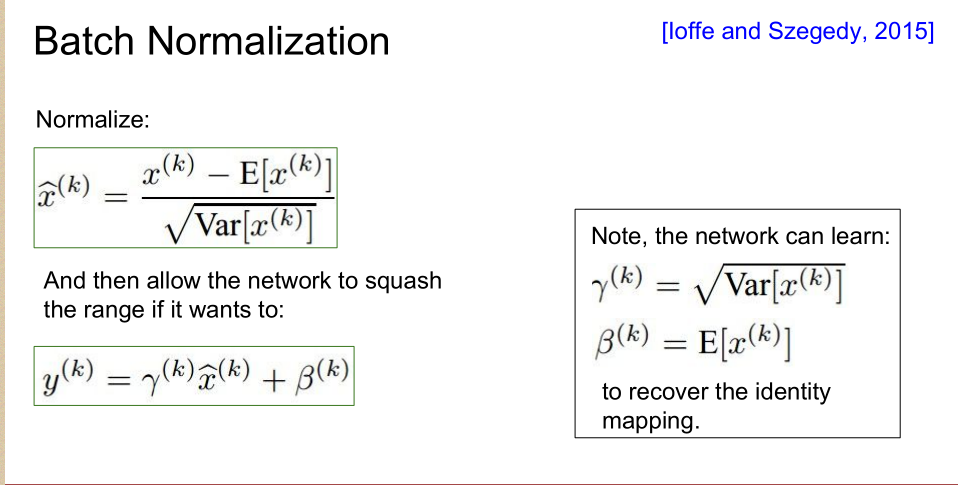 Batch Normalization
[Ioffe and Szegedy, 2015]
Normalize:
$\widehat{x}^{(k)} = \frac{x^{(k)} - \mathrm{E}[x^{(k)}]}{\sqrt{\mathrm{Var}[x^{(k)}]}}$
And then allow the network to squash
the range if it wants to:
$y^{(k)} = \gamma^{(k)}\widehat{x}^{(k)} + \beta^{(k)}$
Note, the network can learn:
$\gamma^{(k)} = \sqrt{\mathrm{Var}[x^{(k)}]}$
$\beta^{(k)} = \mathrm{E}[x^{(k)}]$
to recover the identity
mapping.